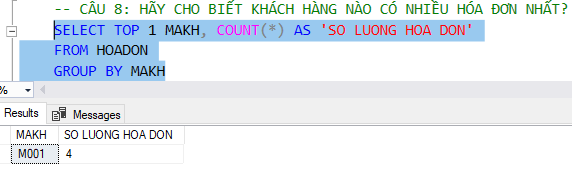 -- CÂU 8: HÃY CHO BIẾT KHÁCH HÀNG NÀO CÓ NHIỀU HÓA ĐƠN NHẤT?
SELECT TOP 1 MAKH, COUNT(*) AS 'SO LUONG HOA DON'
FROM HOADON
GROUP BY MAKH
%
Results Messages
MAKH SO LUONG HOA DON
M001 4